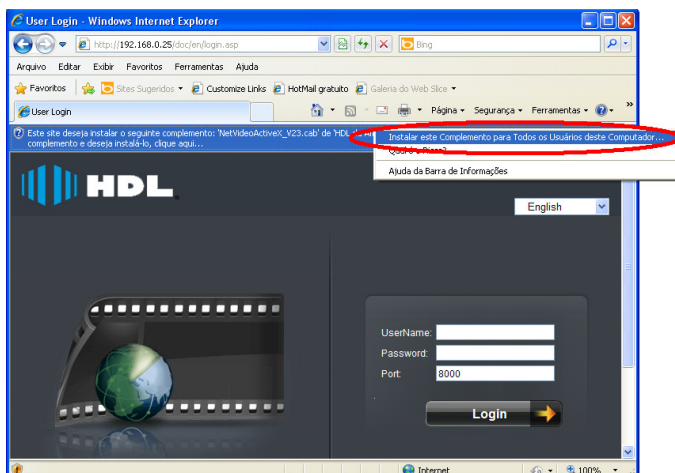 User Login - Windows Internet Explorer
http://192.168.0.25/doc/en/login.asp
Bing
Arquivo Editar Exibir Favoritos Ferramentas Ajuda
Favoritos Sites Sugeridos Customize Links HotMail gratuito Galeria do Web Slice
User Login
Página Segurança Ferramentas »
Este site deseja instalar o seguinte complemento: 'NetVideoActiveX_V23.cab' de 'HDL
complemento e deseja instalá-lo, clique aqui...
Instalar este Complemento para Todos os Usuários deste Computador...
Qual é o Risco?
Ajuda da Barra de Informações
HDL
English
UserName:
Password:
Port: 8000
Login
Internet
100%